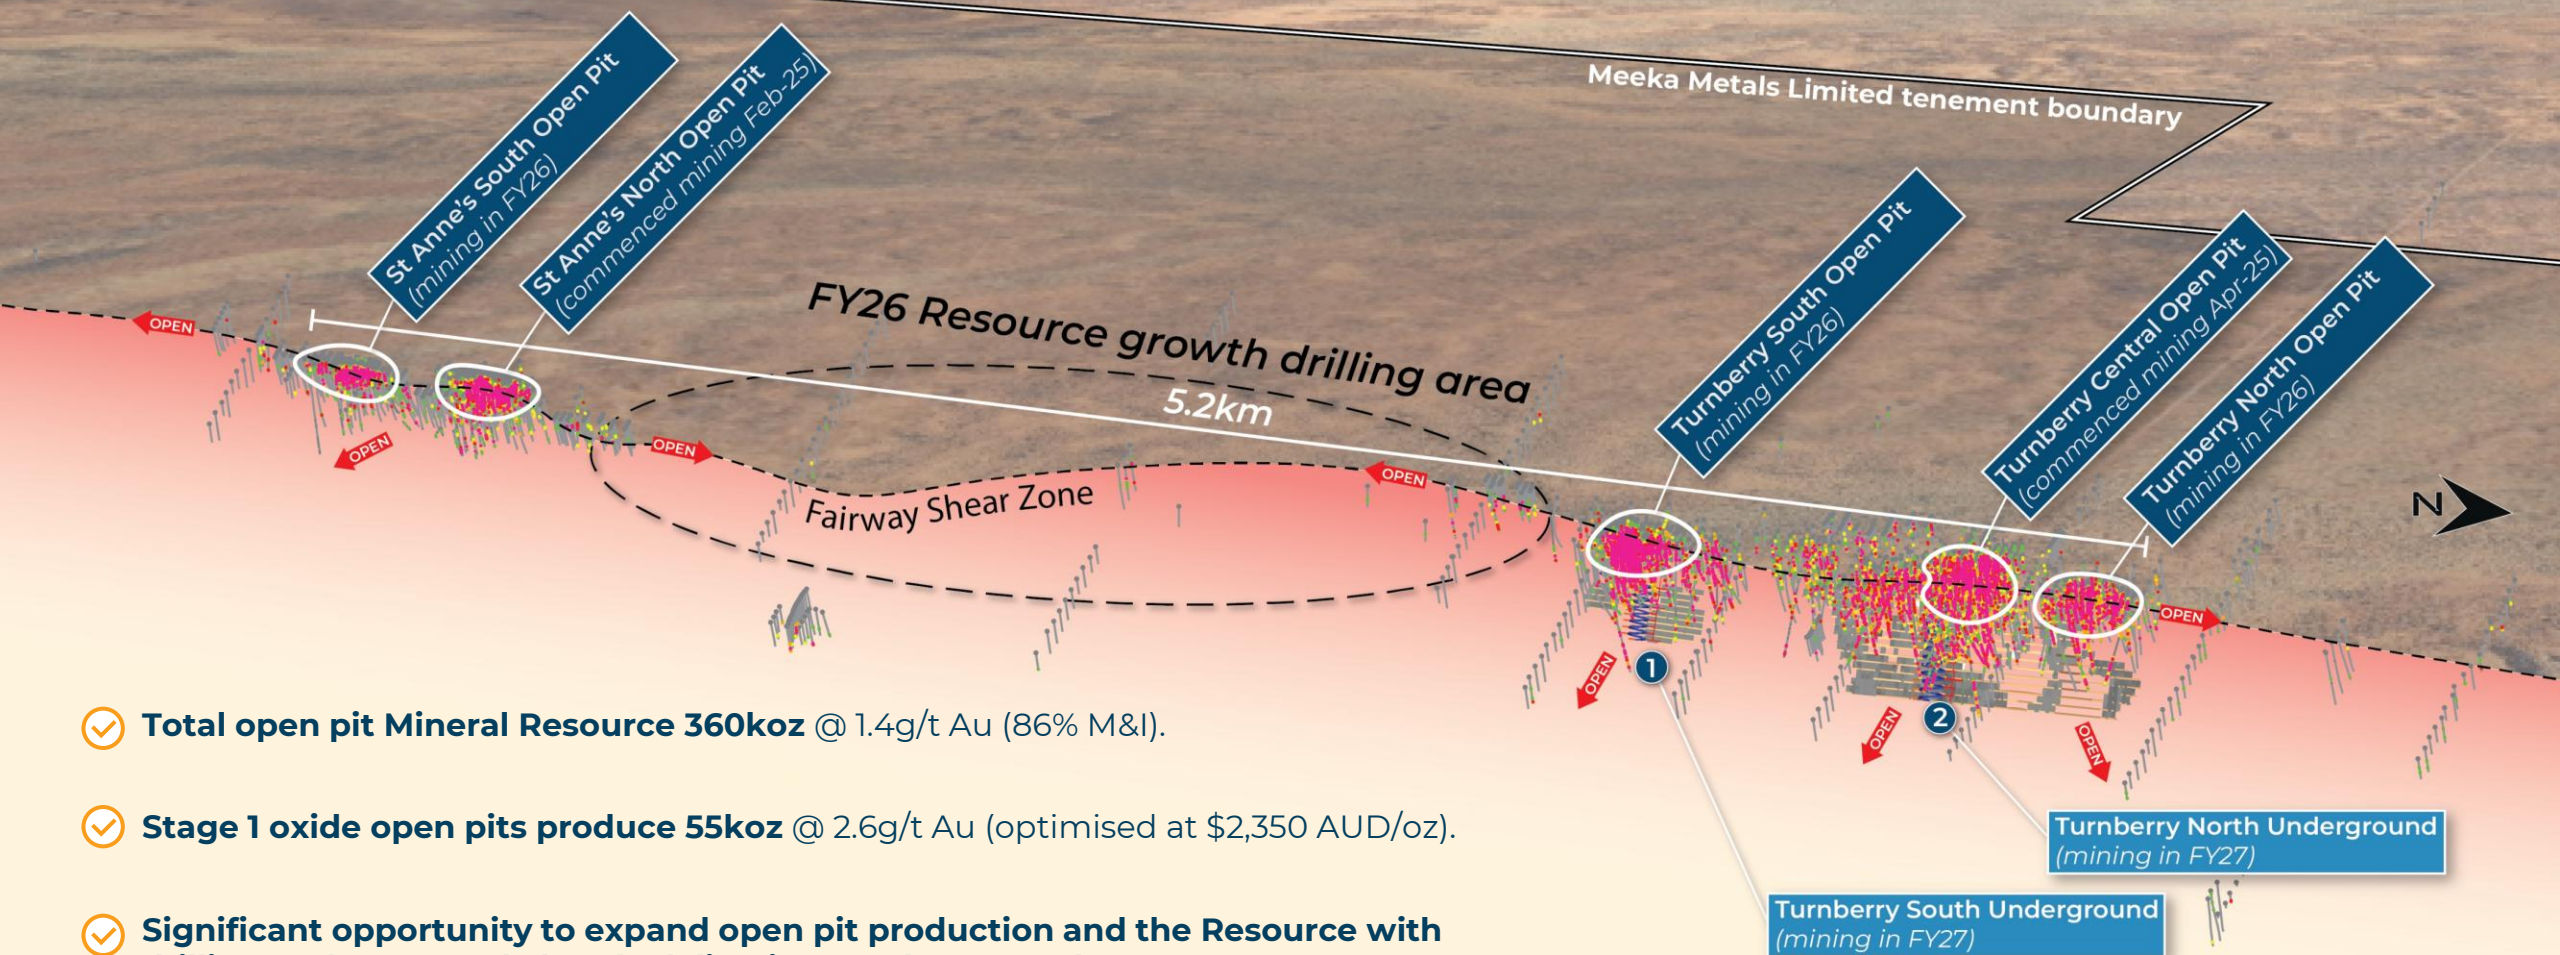 St Anne's South Open Pit
(mining in FY26)
St Anne's North Open Pit
(commenced mining Feb-25)
Meeka Metals Limited tenement boundary
Turnberry South Open Pit
(mining in FY26)
Turnberry Central Open Pit
(commenced mining Apr-25)
Turnberry North Open Pit
(mining in FY26)
FY26 Resource growth drilling area
5.2km
OPEN
OPEN
OPEN
OPEN
Fairway Shear Zone
N
OPEN
OPEN
OPEN
OPEN
1
2
Total open pit Mineral Resource 360koz @ 1.4g/t Au (86% M&I).
Stage 1 oxide open pits produce 55koz @ 2.6g/t Au (optimised at $2,350 AUD/oz).
Significant opportunity to expand open pit production and the Resource with
Turnberry North Underground
(mining in FY27)
Turnberry South Underground
(mining in FY27)